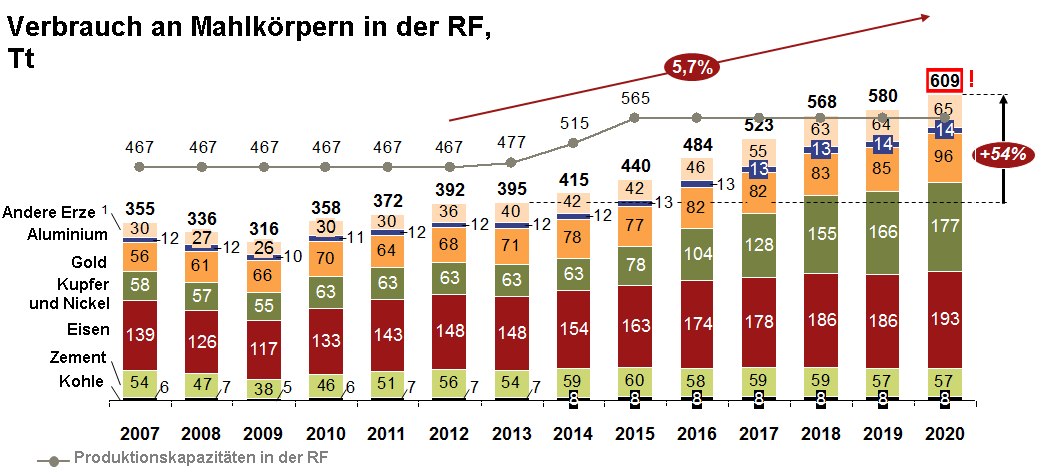 Verbrauch an Mahlkörpern in der RF,
Tt
5,7%
609 !
565 568 580
515 523
467 467 467 467 467 467 477 484
440
415
355 336 316 358 372 392 395
+54%
Andere Erze 1
30 27 26 30 30 36 40 42 42 46 55 63 64 65
Aluminium
12 12 10 11 12 12 12 12 13 13 13 13 14 14
Gold
56 61 66 70 64 68 71 78 77 82 82 83 85 96
Kupfer
und Nickel
58 57 55 63 63 63 63 63 78 104 128 155 166 177
Eisen
139 126 117 133 143 148 148 154 163 174 178 186 186 193
Zement
54 47 38 46 51 56 54 59 60 58 59 59 57 57
Kohle
6 7 5 6 7 7 7 8 8 8 8 8 8 8
2007 2008 2009 2010 2011 2012 2013 2014 2015 2016 2017 2018 2019 2020
Produktionskapazitäten in der RF